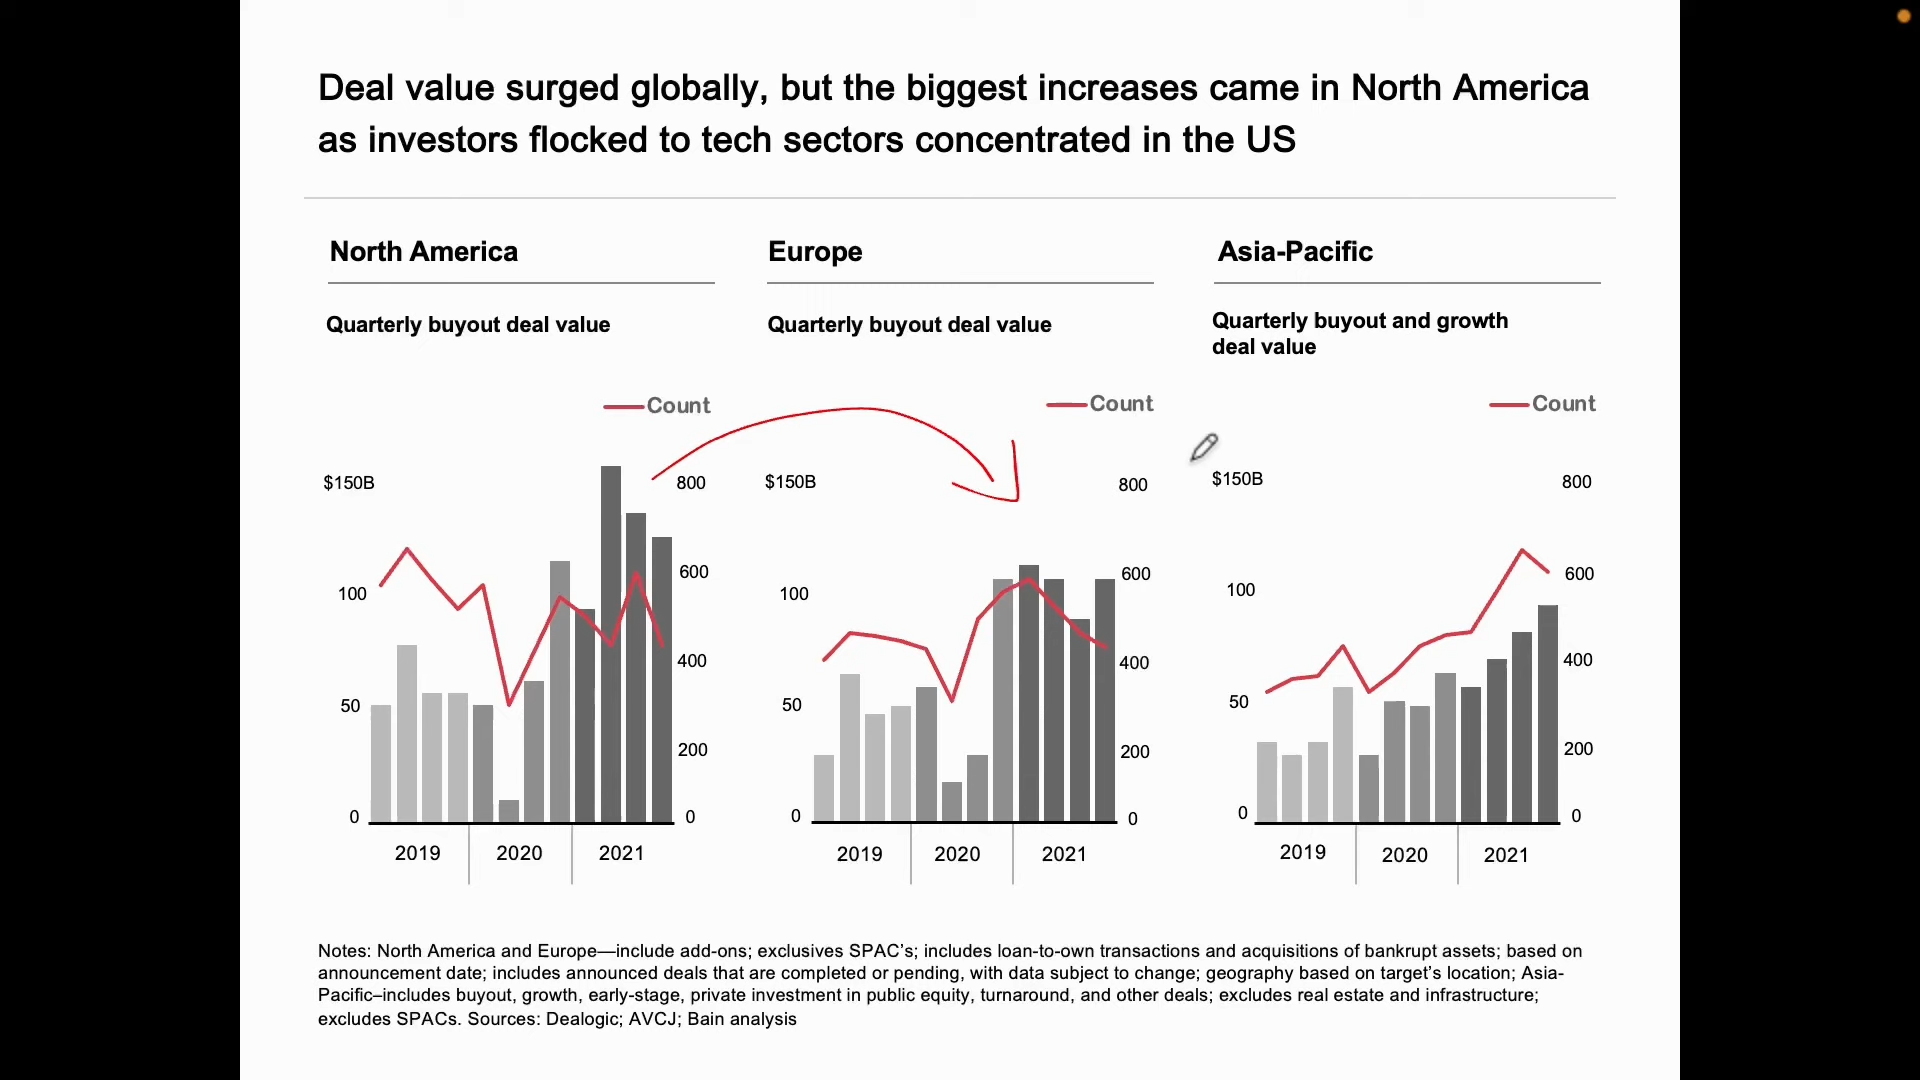 Deal value surged globally, but the biggest increases came in North America
as investors flocked to tech sectors concentrated in the US
North America
Quarterly buyout deal value
Count
$150B
100
50
0
800
600
400
200
0
2019
2020
2021
Europe
Quarterly buyout deal value
Count
$150B
100
50
0
800
600
400
200
0
2019
2020
2021
Asia-Pacific
Quarterly buyout and growth
deal value
Count
$150B
100
50
0
800
600
400
200
0
2019
2020
2021
Notes: North America and Europe—include add-ons; exclusives SPAC's; includes loan-to-own transactions and acquisitions of bankrupt assets; based on
announcement date; includes announced deals that are completed or pending, with data subject to change; geography based on target's location; Asia-
Pacific–includes buyout, growth, early-stage, private investment in public equity, turnaround, and other deals; excludes real estate and infrastructure;
excludes SPACs. Sources: Dealogic; AVCJ; Bain analysis